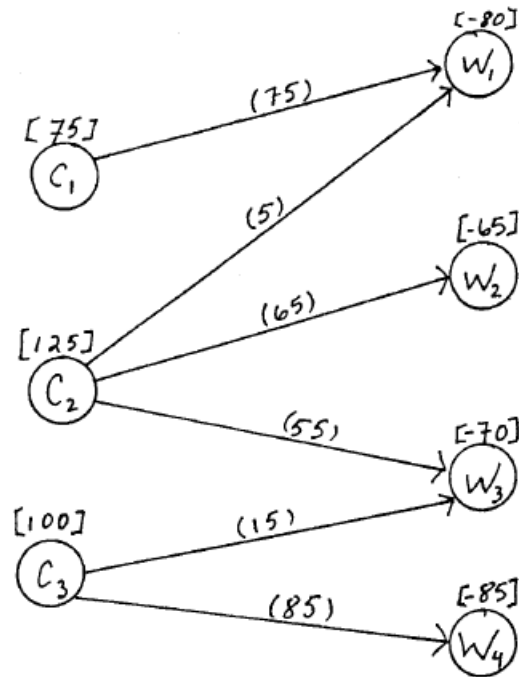 [-80]
W1
(75)
[75]
C1
(5)
[-65]
W2
(65)
[125]
C2
(55)
[-70]
W3
[100]
(15)
C3
(85)
[-85]
W4